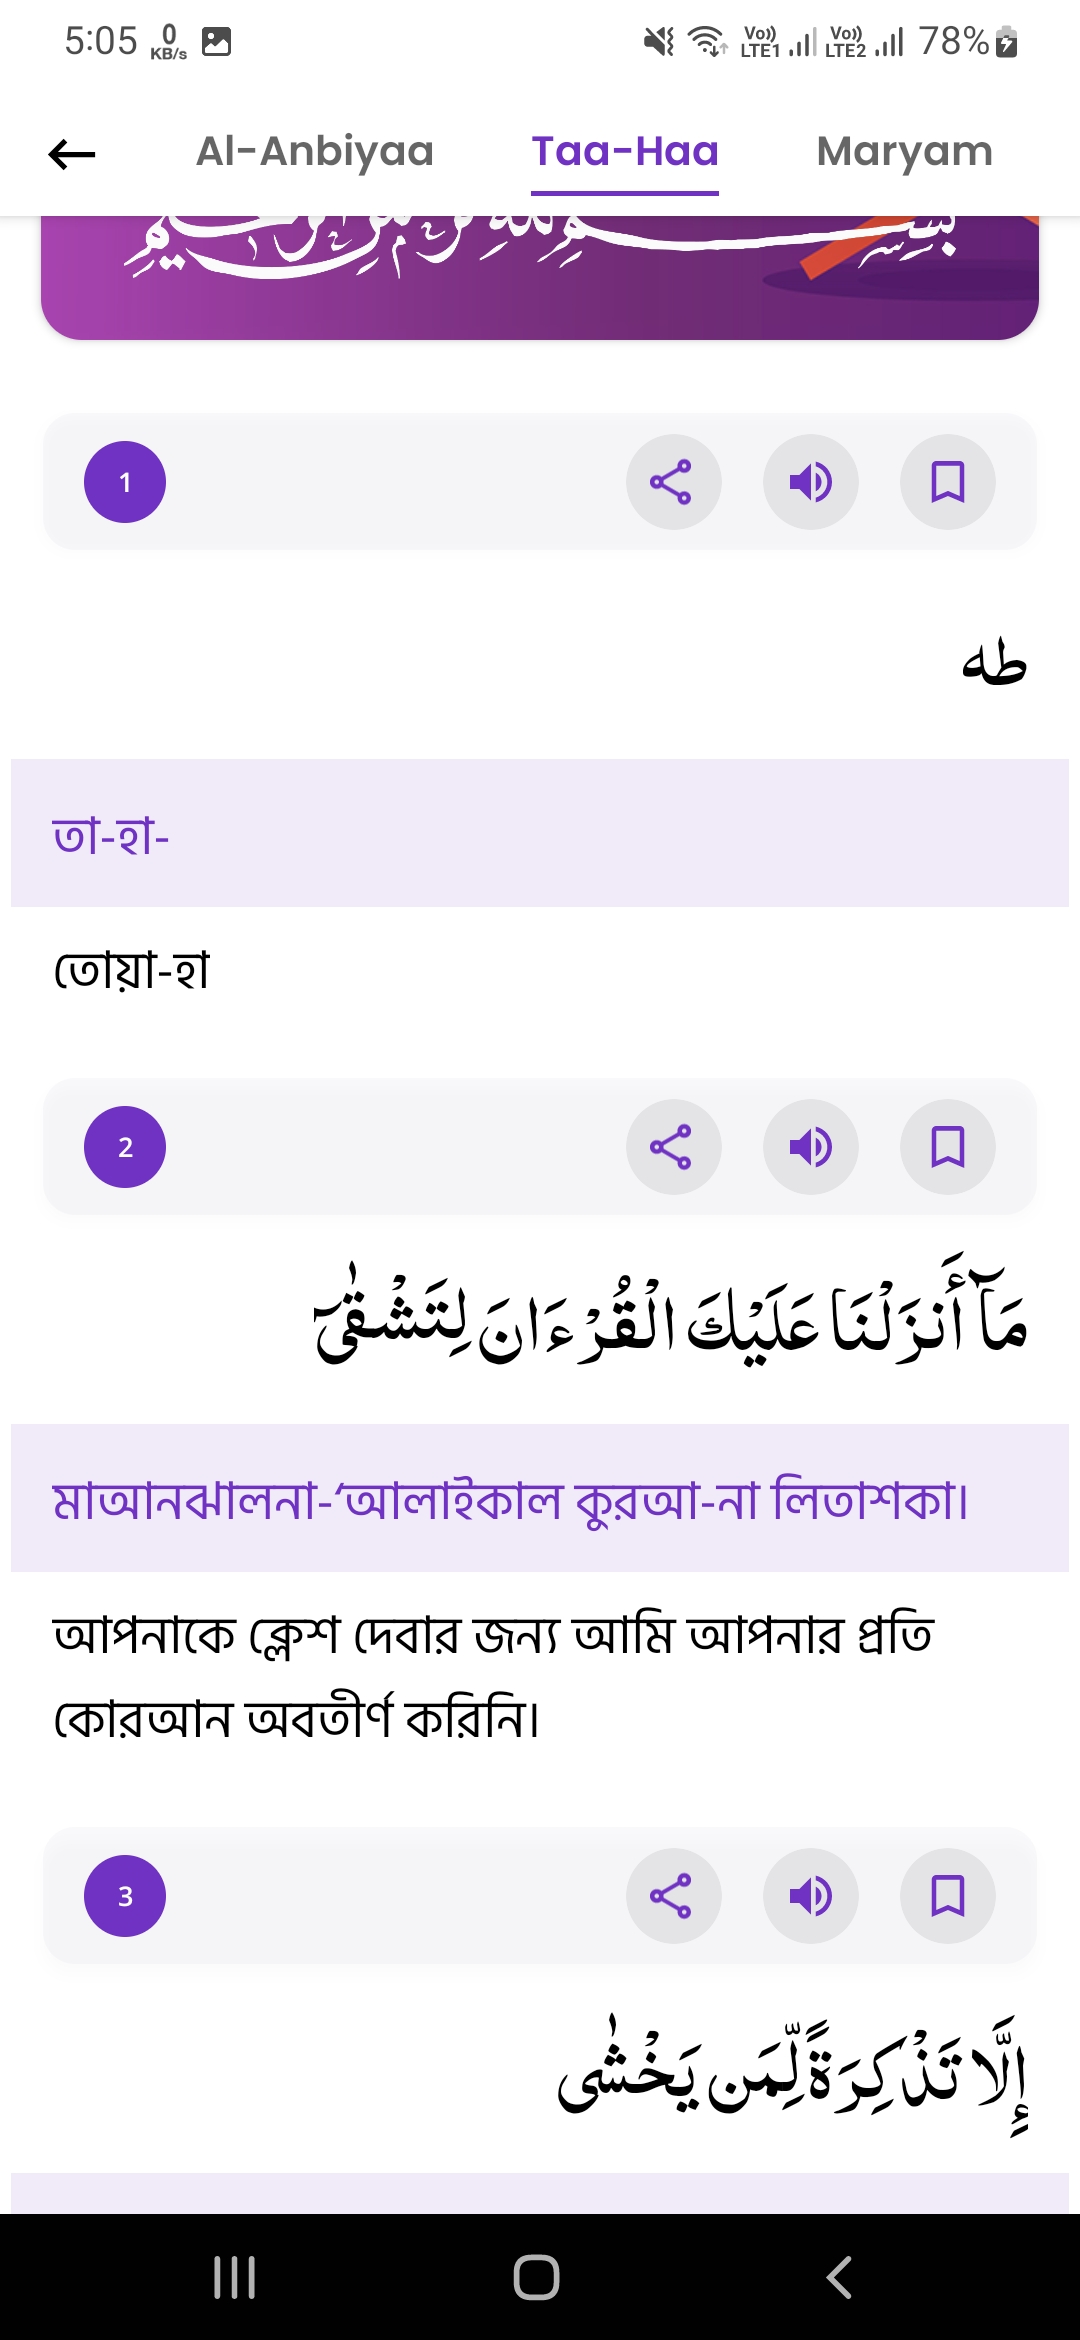 5:05 0 KB/s Vo)) LTE1 Vo)) LTE2 78%
Al-Anbiyaa Taa-Haa Maryam
1
طه
তা-হা-
তোয়া-হা
2
مَآ أَنزَلْنَا عَلَيْكَ الْقُرْءَانَ لِتَشْقٰىٓ
মাআনঝালনা-‘আলাইকাল কুরআ-না লিতাশকা।
আপনাকে ক্লেশ দেবার জন্য আমি আপনার প্রতি
কোরআন অবতীর্ণ করিনি।
3
إِلَّا تَذْكِرَةً لِّمَن يَخْشٰى